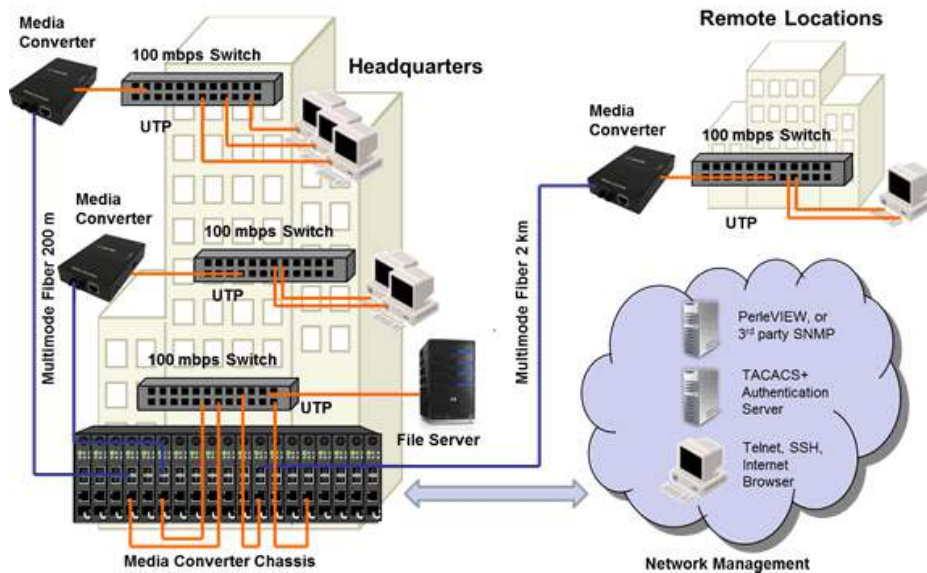 Media
Converter
100 mbps Switch
Headquarters
UTP
Multimode Fiber 200 m
Media
Converter
100 mbps Switch
UTP
100 mbps Switch
UTP
File Server
Media Converter Chassis
Multimode Fiber 2 km
Remote Locations
Media
Converter
100 mbps Switch
UTP
PerleVIEW, or
3rd party SNMP
TACACS+
Authentication
Server
Telnet, SSH,
Internet
Browser
Network Management